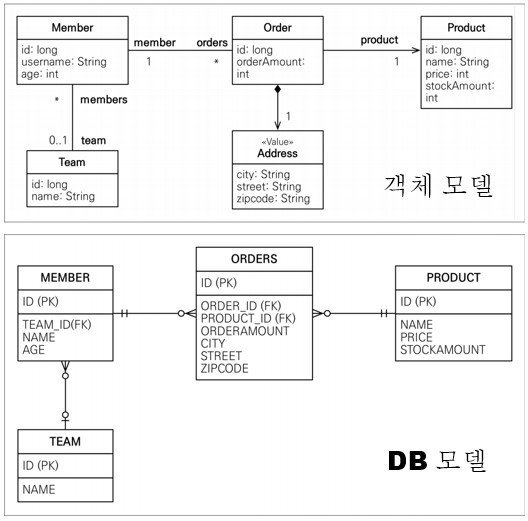 Member
id: long
username: String
age: int
member
1
orders
*
Order
id: long
orderAmount:
int
product
1
Product
id: long
name: String
price: int
stockAmount:
int
*
members
0..1
team
Team
id: long
name: String
1
«Value»
Address
city: String
street: String
zipcode: String
객체 모델
MEMBER
ID (PK)
TEAM_ID(FK)
NAME
AGE
ORDERS
ID (PK)
ORDER_ID (FK)
PRODUCT_ID (FK)
ORDERAMOUNT
CITY
STREET
ZIPCODE
PRODUCT
ID (PK)
NAME
PRICE
STOCKAMOUNT
TEAM
ID (PK)
NAME
DB 모델